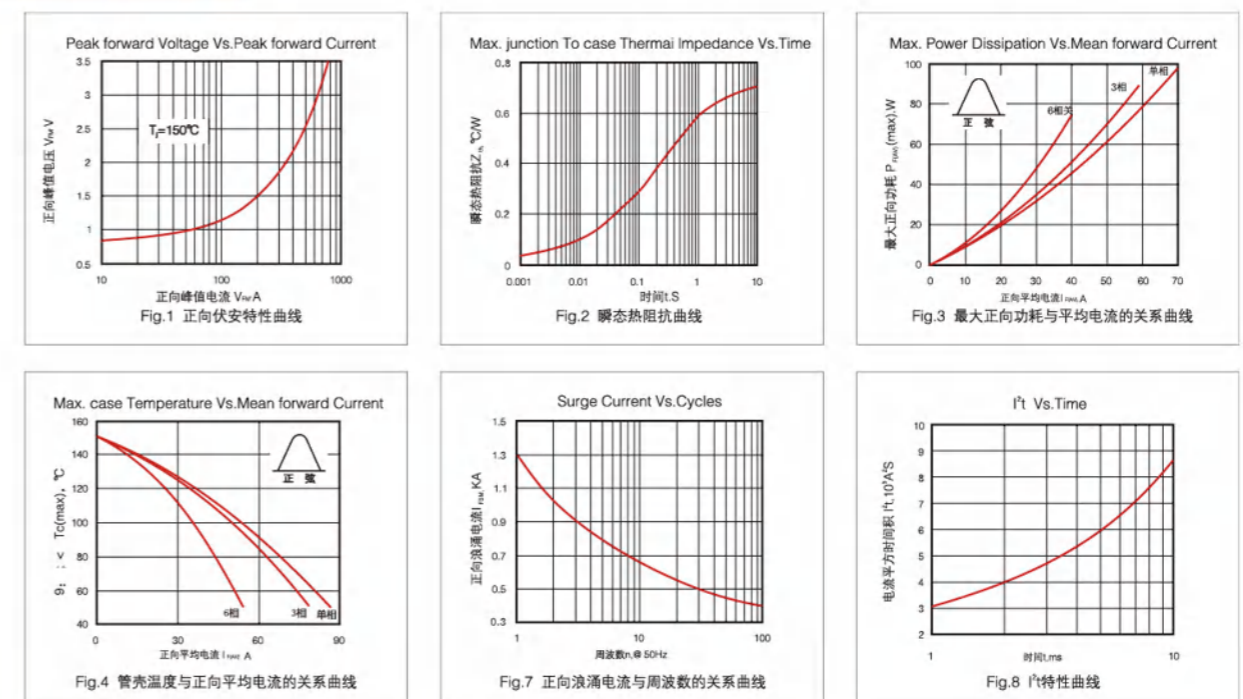 Peak forward Voltage Vs.Peak forward Current
3.5
3
2.5
2
1.5
1
0.5
Tj=150℃
正向峰值电压 VFM V
10
100
1000
正向峰值电流 VFM A
Fig.1 正向伏安特性曲线
Max. junction To case Thermai Impedance Vs.Time
0.8
0.6
0.4
0.2
0
瞬态热阻抗Z th, ℃/W
0.001
0.01
0.1
1
10
时间t.S
Fig.2 瞬态热阻抗曲线
Max. Power Dissipation Vs.Mean forward Current
100
80
60
40
20
0
最大正向功耗 P F(AV)(max),W
正 弦
6相关
3相
单相
0
10
20
30
40
50
60
70
正向平均电流I F(AV),A
Fig.3 最大正向功耗与平均电流的关系曲线
Max. case Temperature Vs.Mean forward Current
160
140
120
100
80
60
40
Tc(max), ℃
正 弦
6相
3相
单相
0
30
60
90
正向平均电流 I F(AV) A
Fig.4 管壳温度与正向平均电流的关系曲线
Surge Current Vs.Cycles
1.5
1.3
1.1
0.9
0.7
0.5
0.3
正向浪涌电流I FSM, KA
1
10
100
周波数n,@ 50Hz
Fig.7 正向浪涌电流与周波数的关系曲线
I²t Vs.Time
10
9
8
7
6
5
4
3
2
电流平方时间积 I²t,10³A²S
1
10
时间t,ms
Fig.8 I²t特性曲线